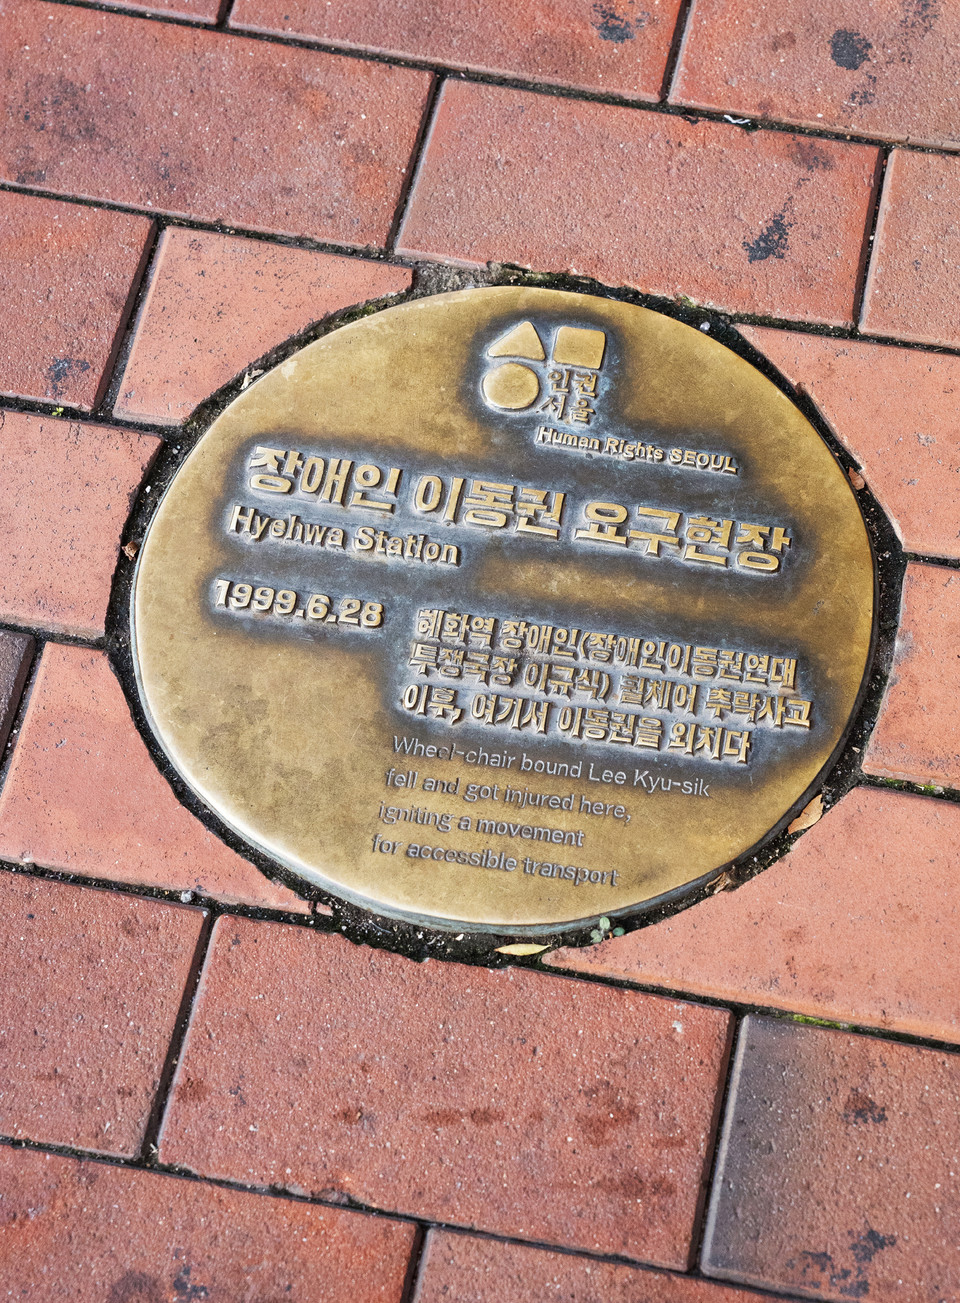 인권
서울
Human Rights SEOUL
장애인 이동권 요구현장
Hyehwa Station
1999.6.28
혜화역 장애인(장애인이동권연대
투쟁국장 이규식) 휠체어 추락사고
이후, 여기서 이동권을 외치다
Wheel-chair bound Lee Kyu-sik
fell and got injured here,
igniting a movement
for accessible transport